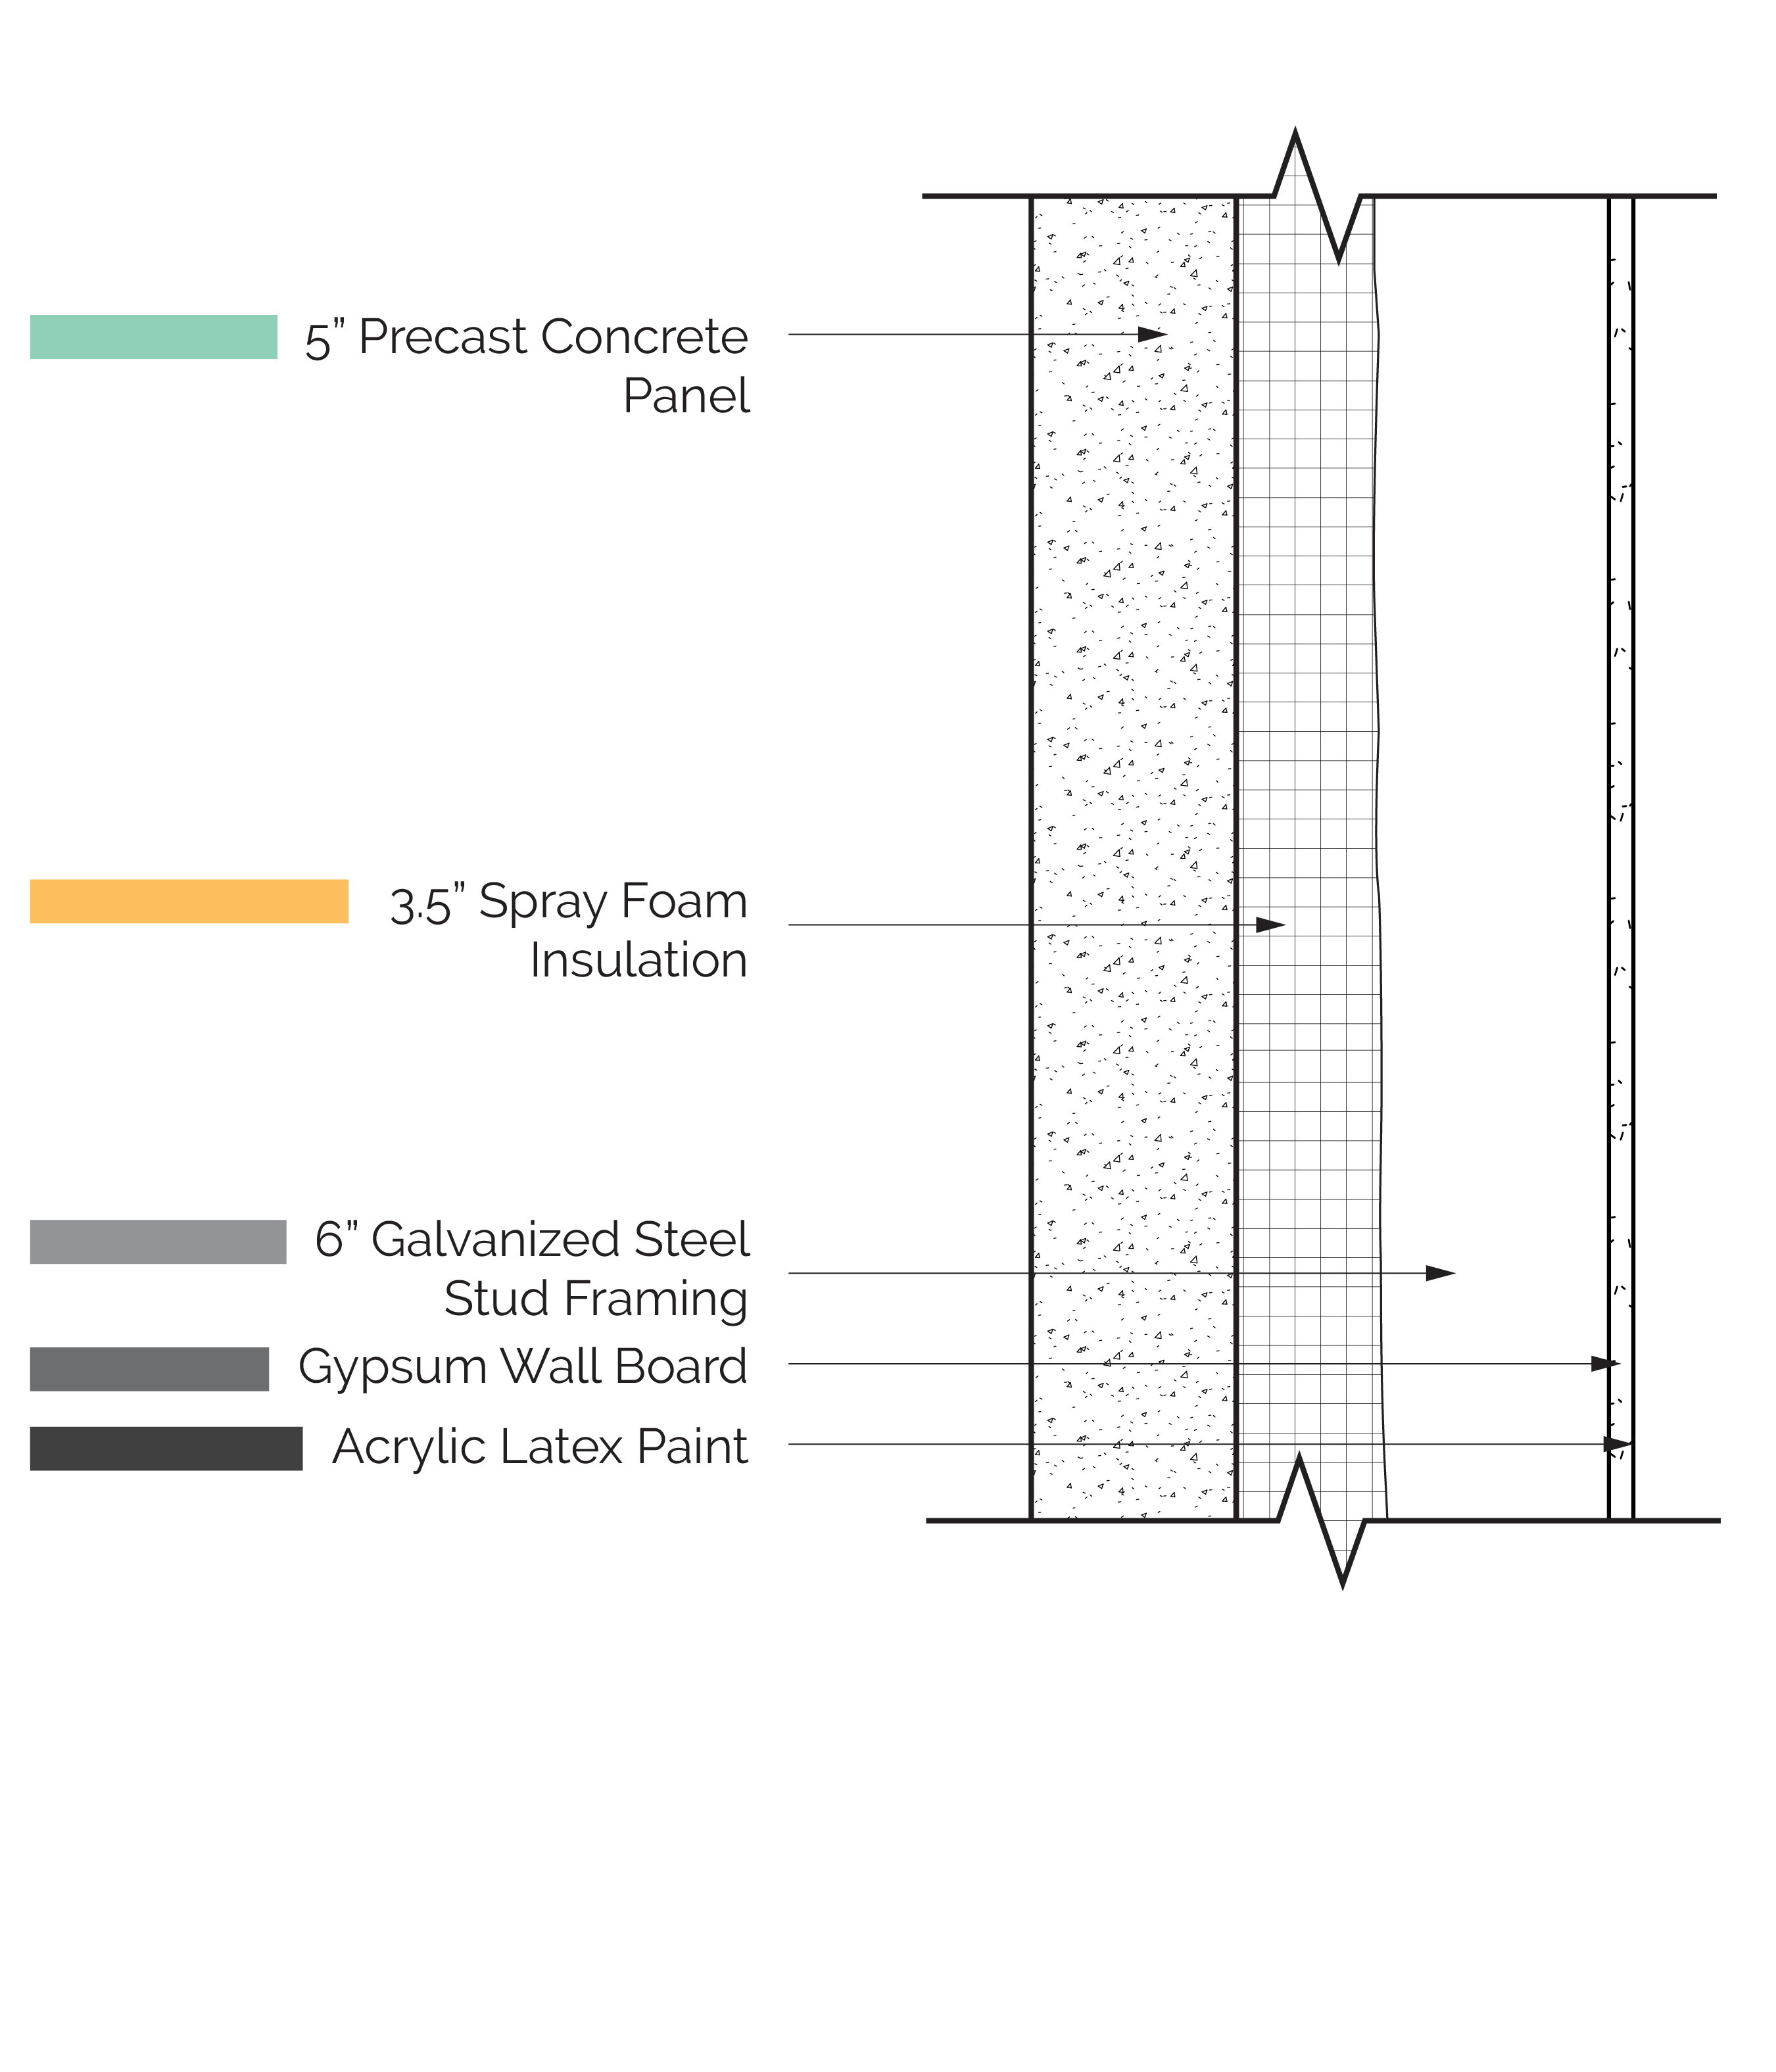 5” Precast Concrete
Panel
3.5” Spray Foam
Insulation
6” Galvanized Steel
Stud Framing
Gypsum Wall Board
Acrylic Latex Paint